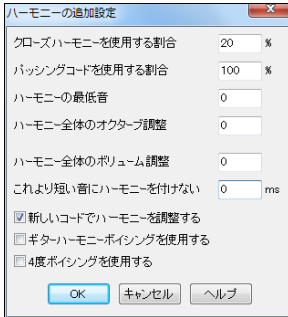 ハーモニーの追加設定
クローズハーモニーを使用する割合 20 %
パッシングコードを使用する割合 100 %
ハーモニーの最低音 0
ハーモニー全体のオクターブ調整 0
ハーモニー全体のボリューム調整 0
これより短い音にハーモニーを付けない 0 ms
新しいコードでハーモニーを調整する
ギターハーモニーボイシングを使用する
4度ボイシングを使用する
OK キャンセル ヘルプ